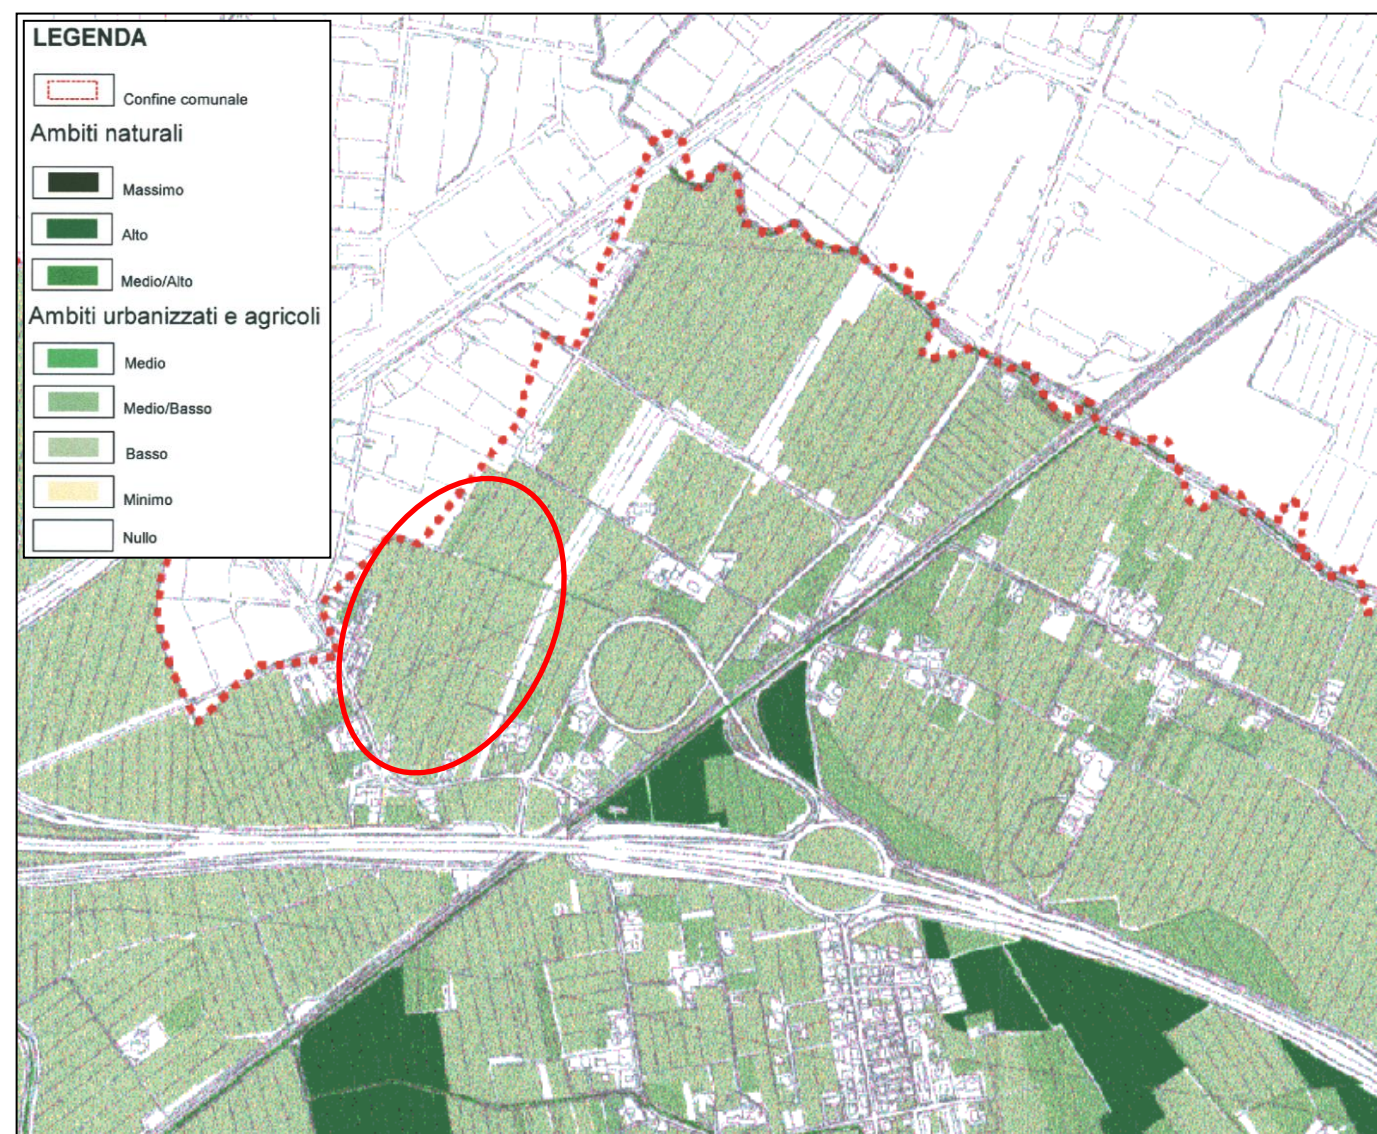 LEGENDA
Confine comunale
Ambiti naturali
Massimo
Alto
Medio/Alto
Ambiti urbanizzati e agricoli
Medio
Medio/Basso
Basso
Minimo
Nullo